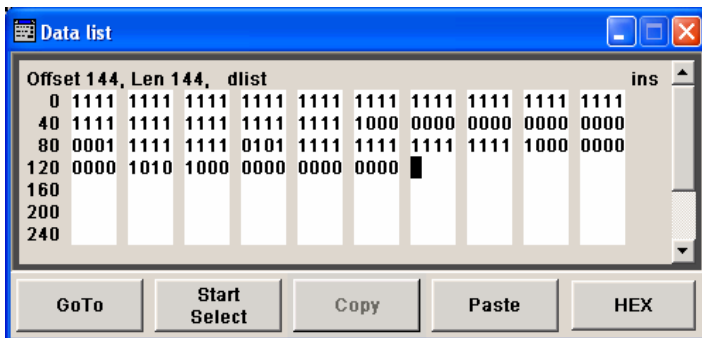 Data list
Offset 144, Len 144, dlist ins
0 1111 1111 1111 1111 1111 1111 1111 1111 1111 1111
40 1111 1111 1111 1111 1111 1000 0000 0000 0000 0000
80 0001 1111 1111 0101 1111 1111 1111 1111 1000 0000
120 0000 1010 1000 0000 0000 0000
160
200
240
GoTo
Start
Select
Copy
Paste
HEX